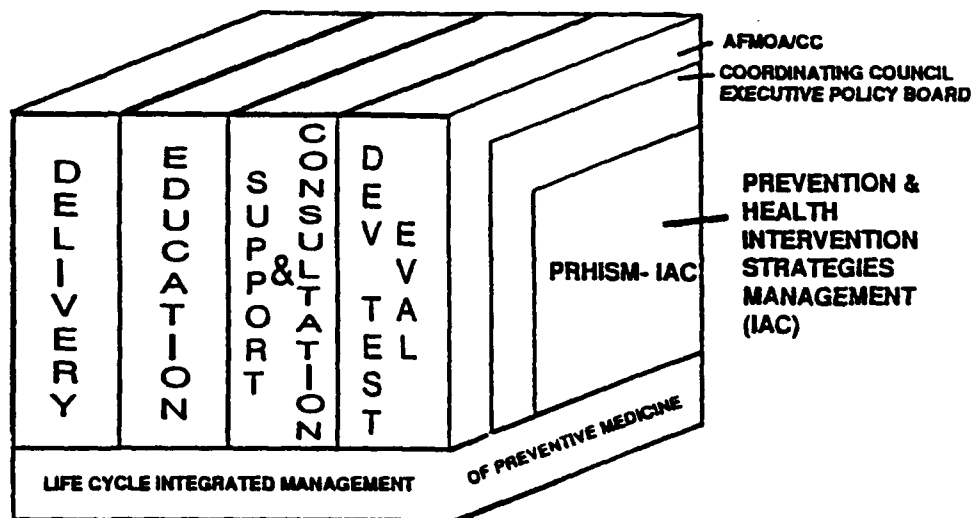 AFMOA/CC
COORDINATING COUNCIL
EXECUTIVE POLICY BOARD
DELIVERY
EDUCATION
SUPPORT
&
CONSULTATION
DEV TEST
EVAL
PRHISM- IAC
PREVENTION &
HEALTH
INTERVENTION
STRATEGIES
MANAGEMENT
(IAC)
LIFE CYCLE INTEGRATED MANAGEMENT
OF PREVENTIVE MEDICINE